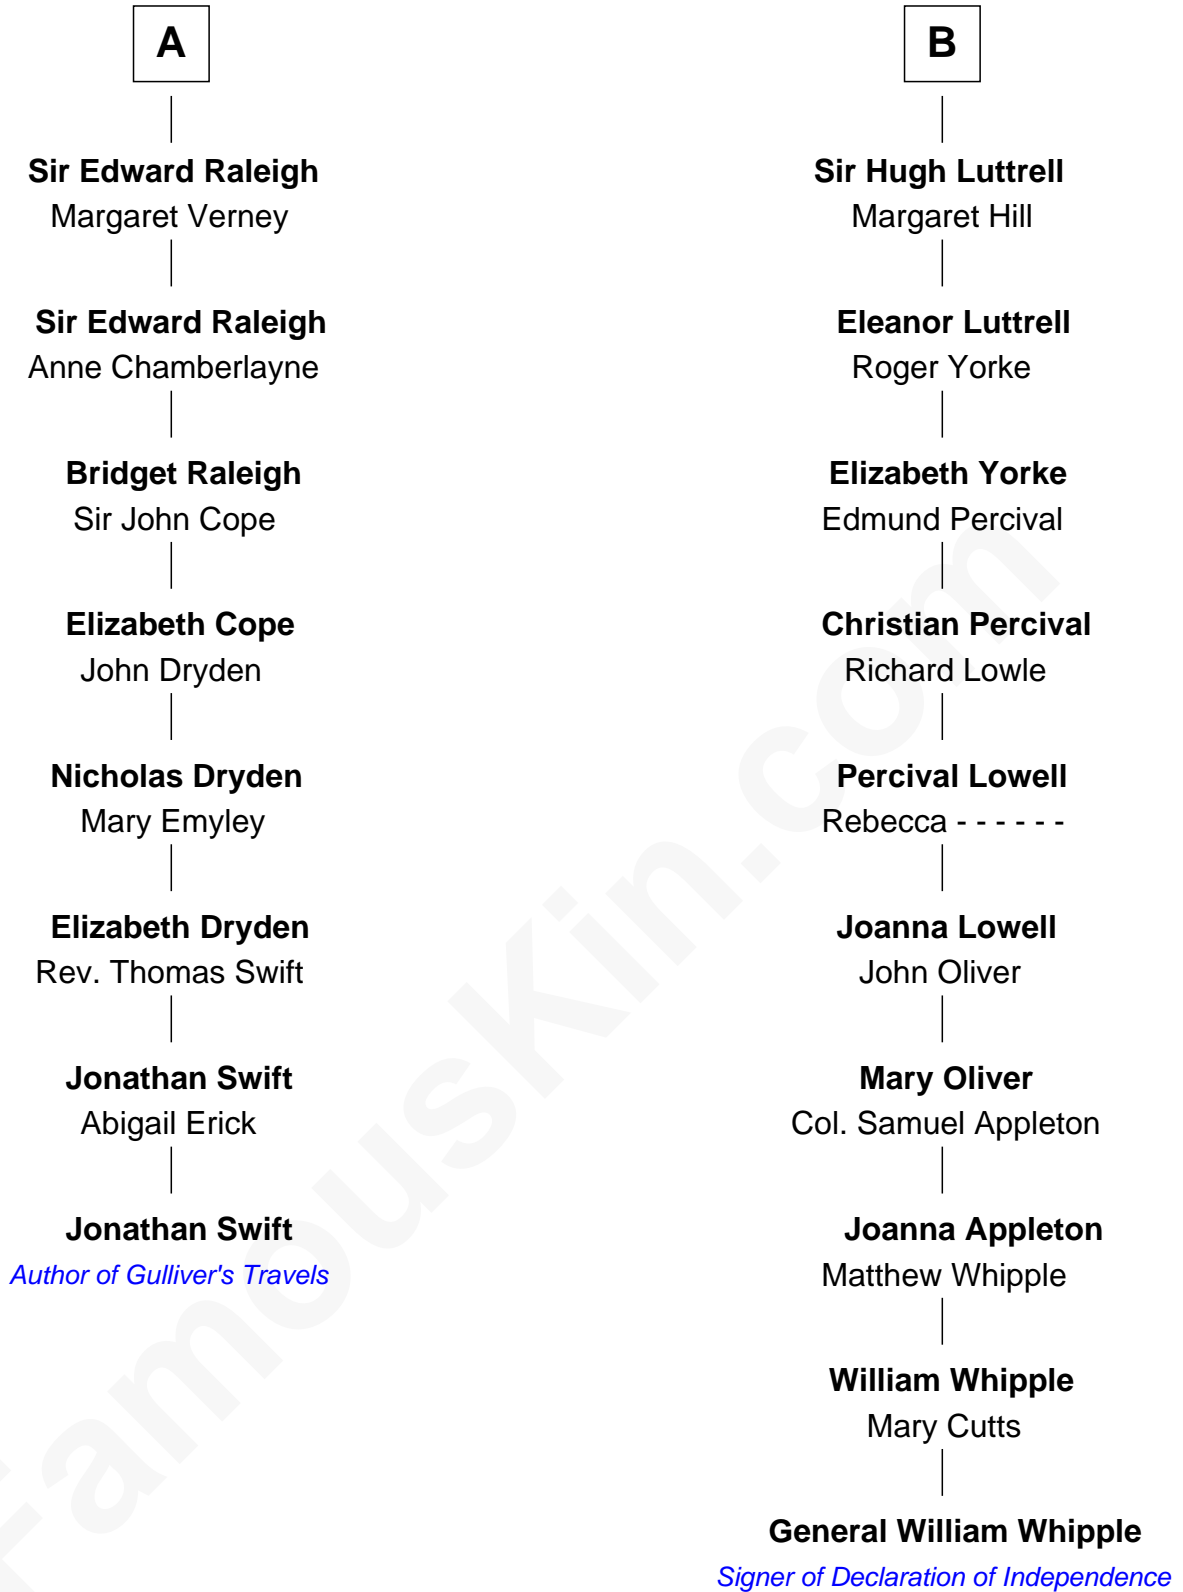 A
Sir Edward Raleigh
Margaret Verney
Sir Edward Raleigh
Anne Chamberlayne
Bridget Raleigh
Sir John Cope
Elizabeth Cope
John Dryden
Nicholas Dryden
Mary Emyley
Elizabeth Dryden
Rev. Thomas Swift
Jonathan Swift
Abigail Erick
Jonathan Swift
Author of Gulliver's Travels
B
Sir Hugh Luttrell
Margaret Hill
Eleanor Luttrell
Roger Yorke
Elizabeth Yorke
Edmund Percival
Christian Percival
Richard Lowle
Percival Lowell
Rebecca - - - - - -
Joanna Lowell
John Oliver
Mary Oliver
Col. Samuel Appleton
Joanna Appleton
Matthew Whipple
William Whipple
Mary Cutts
General William Whipple
Signer of Declaration of Independence
FamousKin.com